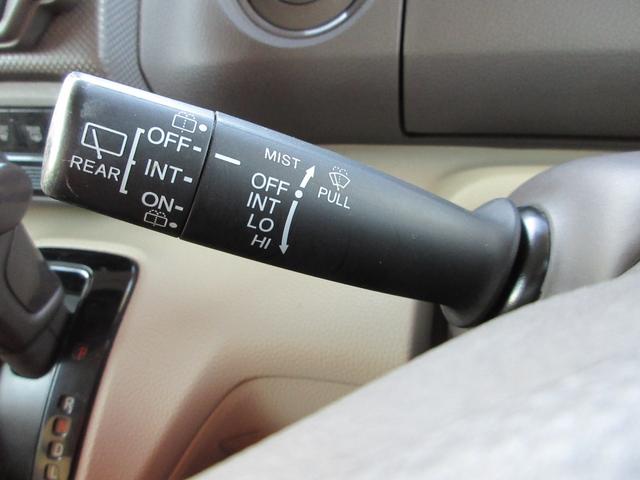 REAR
OFF
INT
ON
MIST
OFF
INT
LO
HI
PULL
R